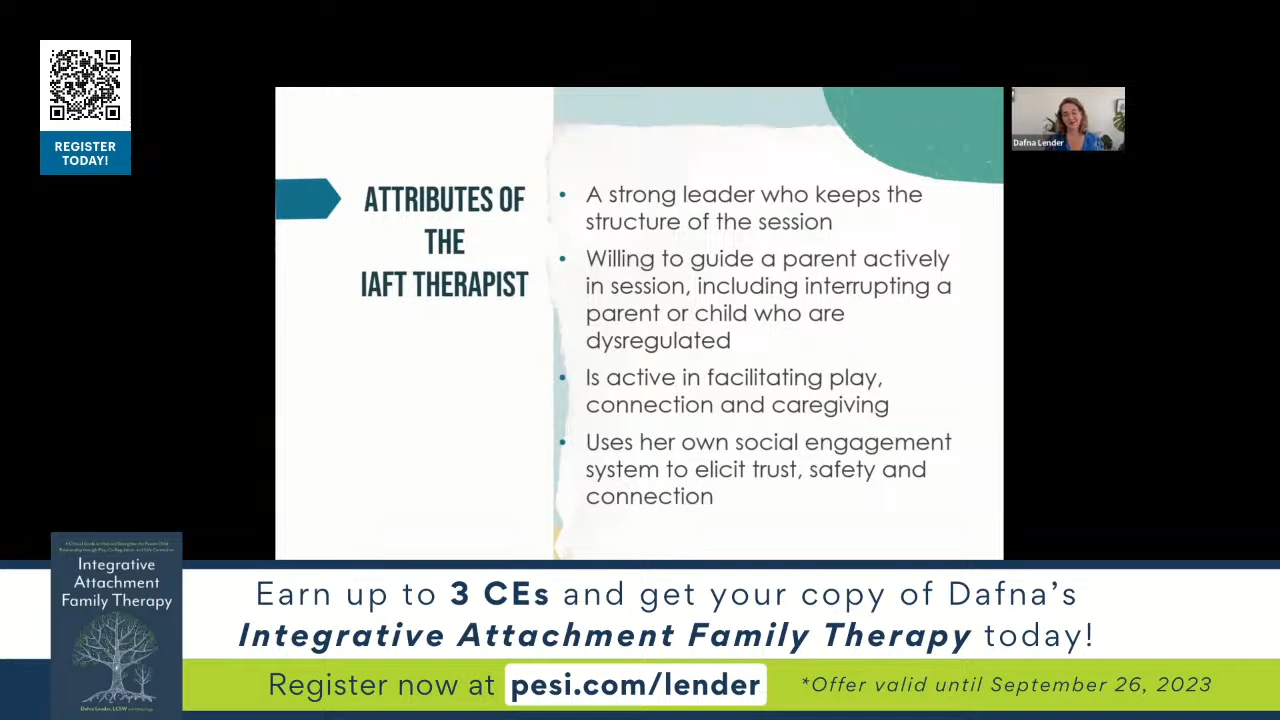 REGISTER
TODAY!
Dafna Lender
ATTRIBUTES OF
THE
IAFT THERAPIST
• A strong leader who keeps the
structure of the session
• Willing to guide a parent actively
in session, including interrupting a
parent or child who are
dysregulated
• Is active in facilitating play,
connection and caregiving
• Uses her own social engagement
system to elicit trust, safety and
connection
Integrative
Attachment
Family Therapy
Earn up to 3 CEs and get your copy of Dafna's
Integrative Attachment Family Therapy today!
Register now at pesi.com/lender
*Offer valid until September 26, 2023